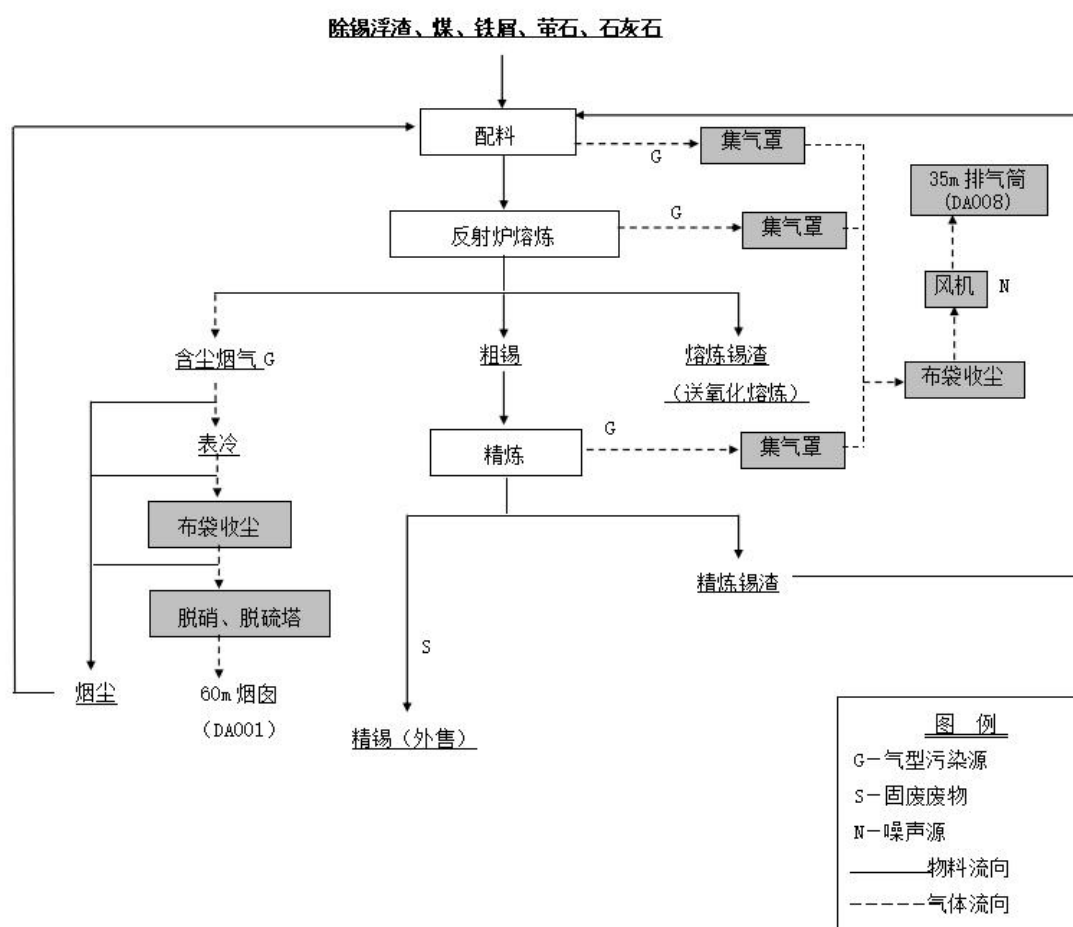 除锡浮渣、煤、铁屑、萤石、石灰石
配料
G
集气罩
35m 排气筒
(DA008)
反射炉熔炼
G
集气罩
风机
N
含尘烟气 G
粗锡
熔炼锡渣
（送氧化熔炼）
布袋收尘
表冷
精炼
G
集气罩
布袋收尘
精炼锡渣
脱硝、脱硫塔
S
烟尘
60m 烟囱
（DA001）
精锡（外售）
图 例
G－气型污染源
S－固废废物
N－噪声源
物料流向
气体流向